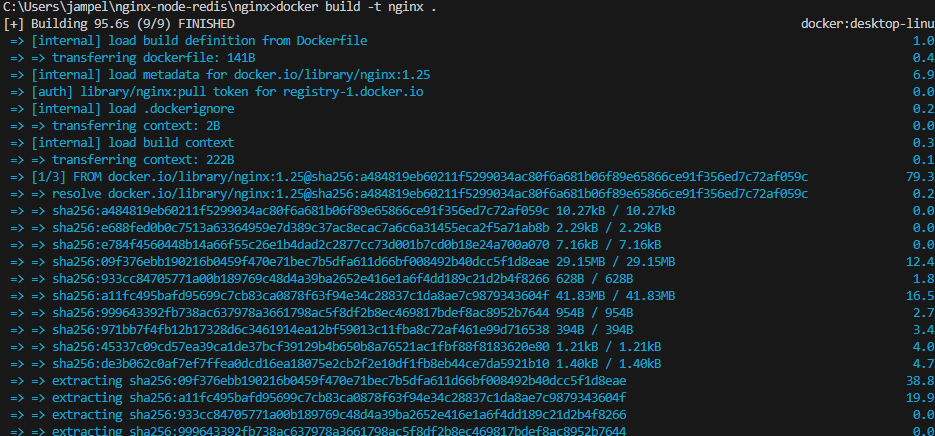 C:\Users\jampel\nginx-node-redis\nginx>docker build -t nginx .
[+] Building 95.6s (9/9) FINISHED docker:desktop-linu
=> [internal] load build definition from Dockerfile 1.0
=> => transferring dockerfile: 141B 0.4
=> [internal] load metadata for docker.io/library/nginx:1.25 6.9
=> [auth] library/nginx:pull token for registry-1.docker.io 0.0
=> [internal] load .dockerignore 0.2
=> => transferring context: 2B 0.0
=> [internal] load build context 0.3
=> => transferring context: 222B 0.1
=> [1/3] FROM docker.io/library/nginx:1.25@sha256:a484819eb60211f5299034ac80f6a681b06f89e65866ce91f356ed7c72af059c 79.3
=> => resolve docker.io/library/nginx:1.25@sha256:a484819eb60211f5299034ac80f6a681b06f89e65866ce91f356ed7c72af059c 0.2
=> => sha256:a484819eb60211f5299034ac80f6a681b06f89e65866ce91f356ed7c72af059c 10.27kB / 10.27kB 0.0
=> => sha256:e688fed0b0c7513a63364959e7d389c37ac8ecac7a6c6a31455eca2f5a71ab8b 2.29kB / 2.29kB 0.0
=> => sha256:e784f4560448b14a66f55c26e1b4dad2c2877cc73d001b7cd0b18e24a700a070 7.16kB / 7.16kB 0.0
=> => sha256:09f376ebb190216b0459f470e71bec7b5dfa611d66bf008492b40dcc5f1d8eae 29.15MB / 29.15MB 12.4
=> => sha256:933cc84705771a00b189769c48d4a39ba2652e416e1a6f4dd189c21d2b4f8266 628B / 628B 1.8
=> => sha256:a11fc495bafd95699c7cb83ca0878f63f94e34c28837c1da8ae7c9879343604f 41.83MB / 41.83MB 16.5
=> => sha256:999643392fb738ac637978a3661798ac5f8df2b8ec469817bdef8ac8952b7644 954B / 954B 2.7
=> => sha256:971bb7f4fb12b17328d6c3461914ea12bf59013c11fba8c72af461e99d716538 394B / 394B 3.4
=> => sha256:45337c09cd57ea39ca1de37bcf39129b4b650b8a76521ac1fbf88f8183620e80 1.21kB / 1.21kB 4.0
=> => sha256:de3b062c0af7ef7ffea0dcd16ea18075e2cb2f2e10df1fb8eb44ce7da5921b10 1.40kB / 1.40kB 4.7
=> => extracting sha256:09f376ebb190216b0459f470e71bec7b5dfa611d66bf008492b40dcc5f1d8eae 38.8
=> => extracting sha256:a11fc495bafd95699c7cb83ca0878f63f94e34c28837c1da8ae7c9879343604f 19.9
=> => extracting sha256:933cc84705771a00b189769c48d4a39ba2652e416e1a6f4dd189c21d2b4f8266 0.0
=> => extracting sha256:999643392fb738ac637978a3661798ac5f8df2b8ec469817bdef8ac8952b7644 0.0